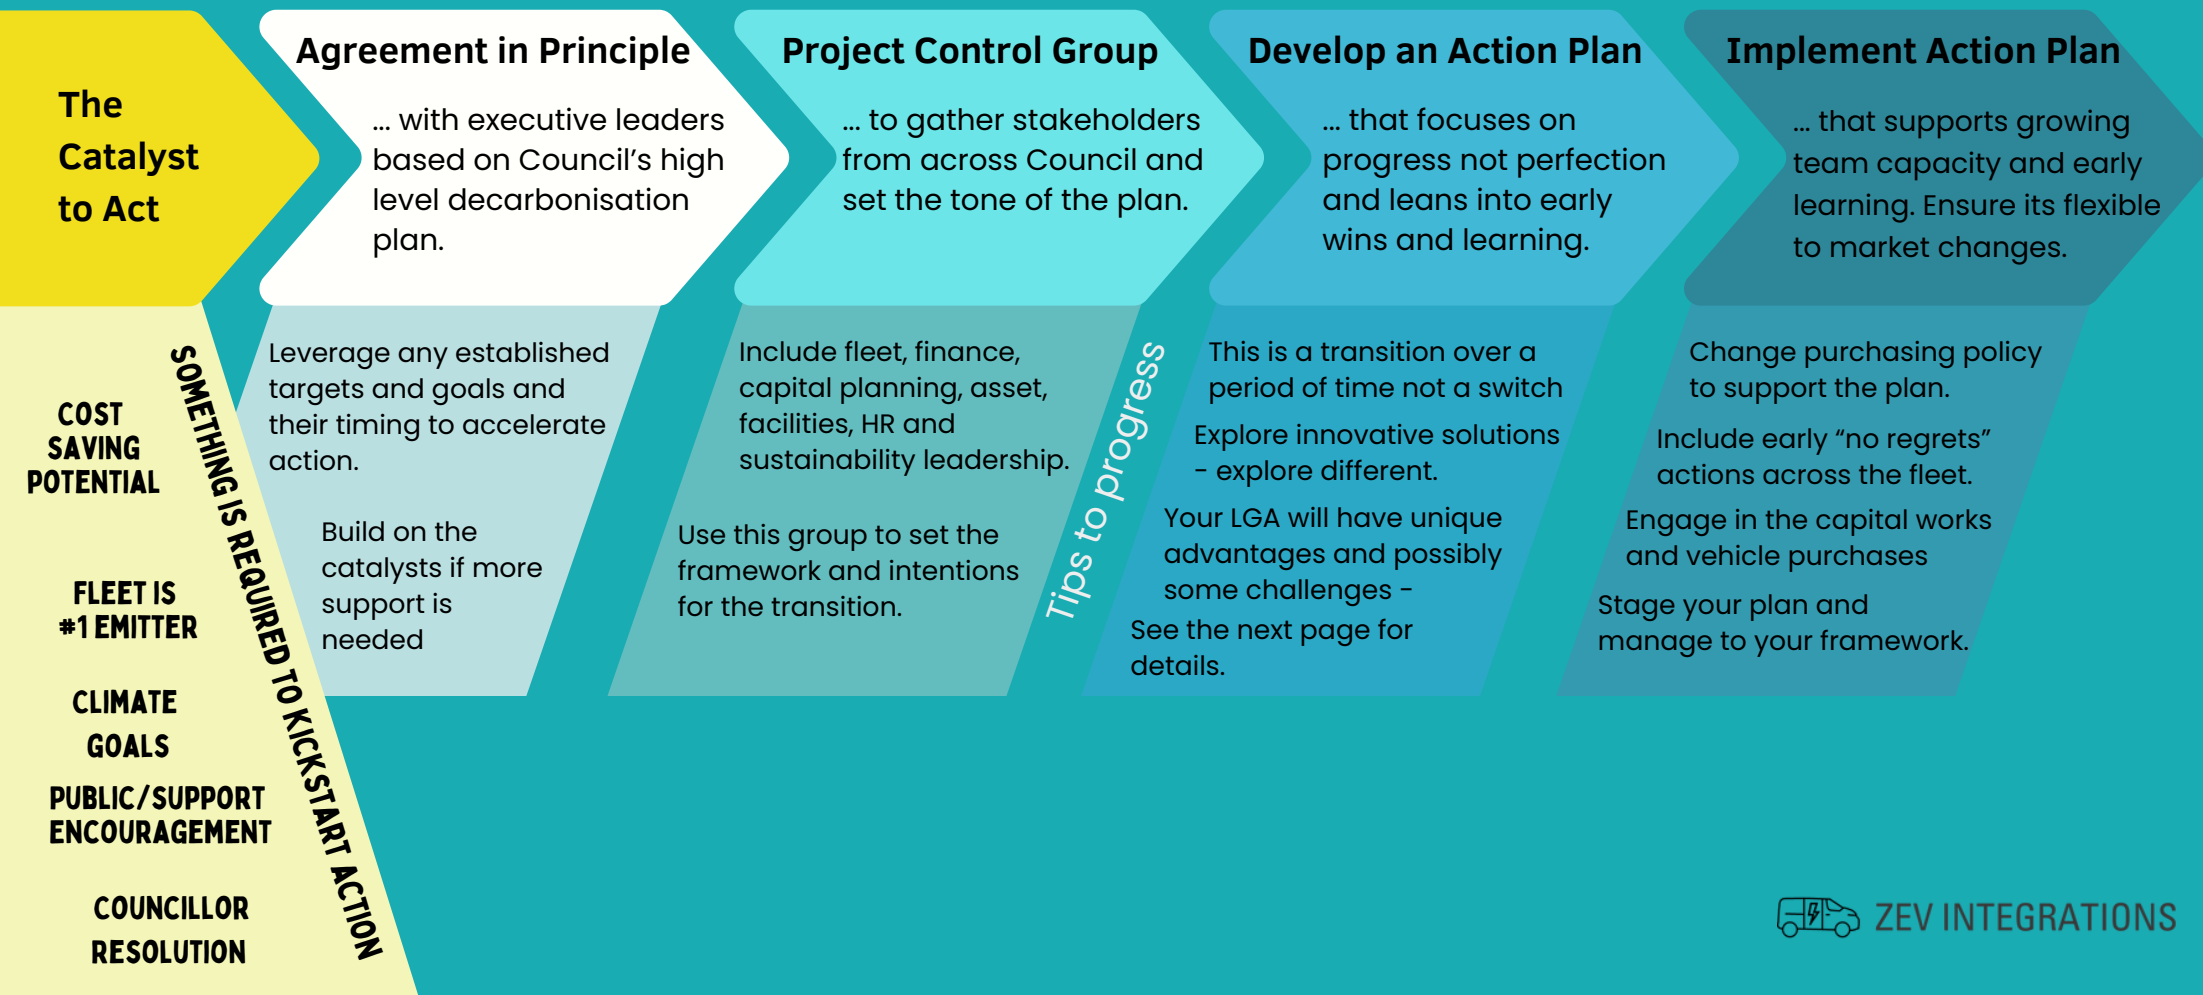 The
Catalyst
to Act
COST
SAVING
POTENTIAL
FLEET IS
#1 EMITTER
CLIMATE
GOALS
PUBLIC/SUPPORT
ENCOURAGEMENT
COUNCILLOR
RESOLUTION
SOMETHING IS REQUIRED TO KICKSTART ACTION
Agreement in Principle
... with executive leaders
based on Council's high
level decarbonisation
plan.
Leverage any established
targets and goals and
their timing to accelerate
action.
Build on the
catalysts if more
support is
needed
Project Control Group
... to gather stakeholders
from across Council and
set the tone of the plan.
Include fleet, finance,
capital planning, asset,
facilities, HR and
sustainability leadership.
Use this group to set the
framework and intentions
for the transition.
Tips to progress
Develop an Action Plan
... that focuses on
progress not perfection
and leans into early
wins and learning.
This is a transition over a
period of time not a switch
Explore innovative solutions
- explore different.
Your LGA will have unique
advantages and possibly
some challenges -
See the next page for
details.
Implement Action Plan
... that supports growing
team capacity and early
learning. Ensure its flexible
to market changes.
Change purchasing policy
to support the plan.
Include early “no regrets”
actions across the fleet.
Engage in the capital works
and vehicle purchases
Stage your plan and
manage to your framework.
ZEV INTEGRATIONS